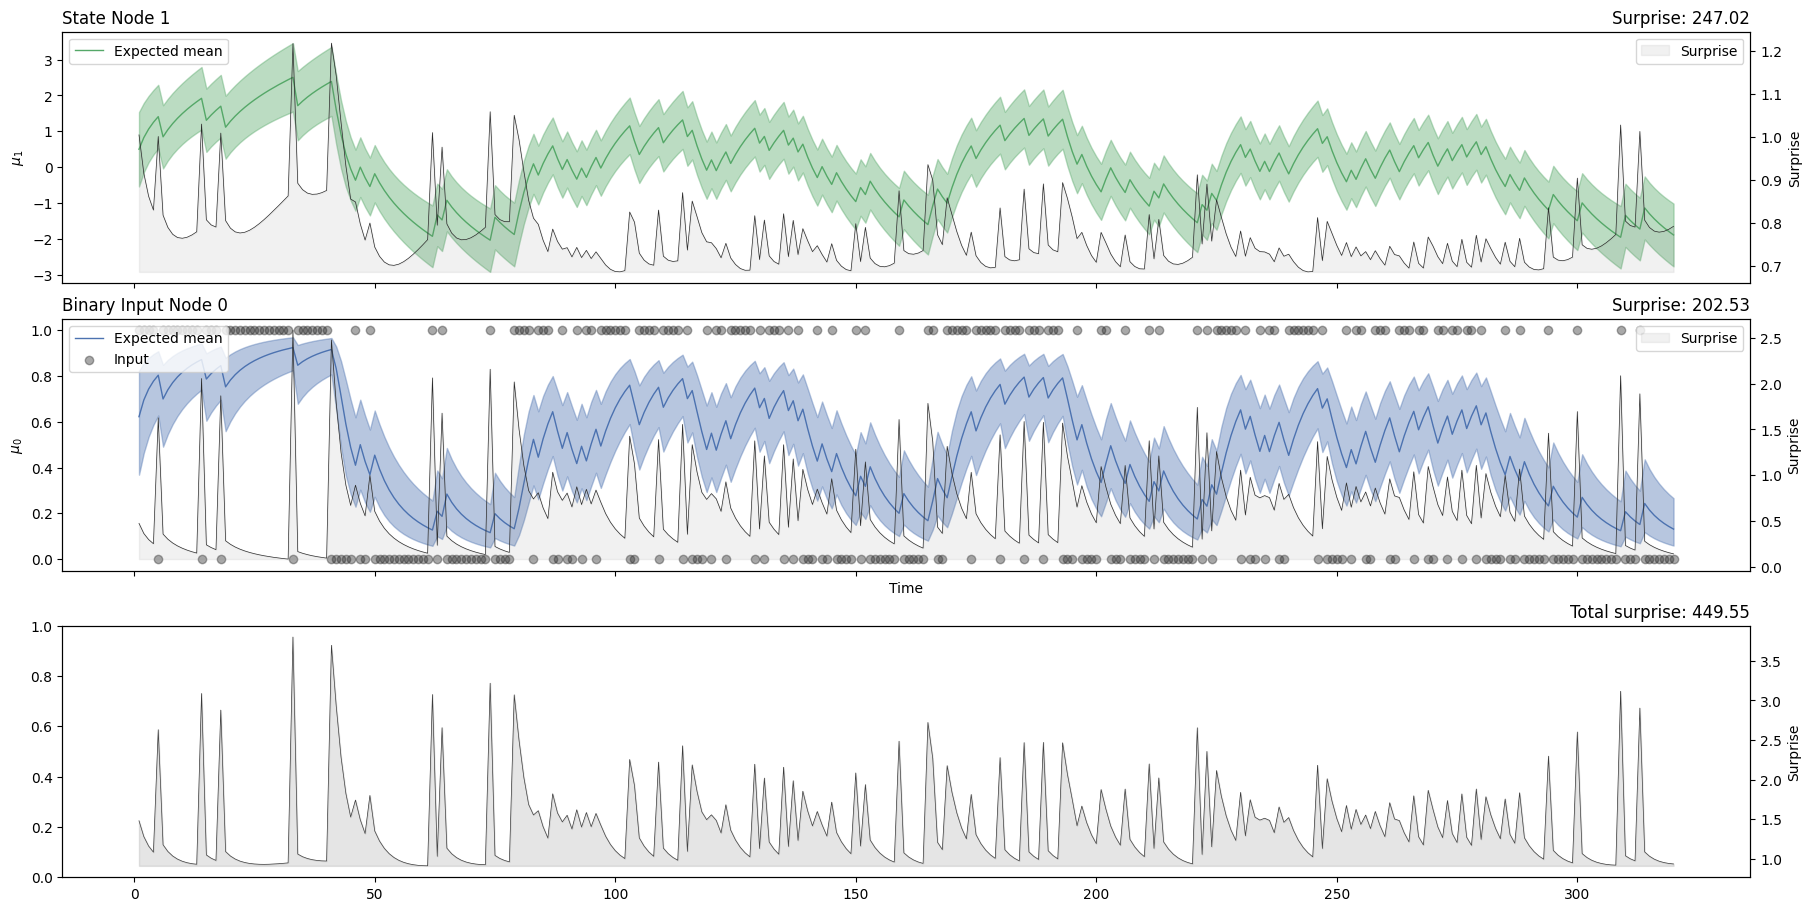 State Node 1
Surprise: 247.02
Expected mean
Surprise
3
2
1
0
−1
−2
−3
μ1
1.2
1.1
1.0
0.9
0.8
0.7
Surprise
Binary Input Node 0
Surprise: 202.53
Expected mean
Input
Surprise
1.0
0.8
0.6
0.4
0.2
0.0
μ0
2.5
2.0
1.5
1.0
0.5
0.0
Surprise
Time
Total surprise: 449.55
1.0
0.8
0.6
0.4
0.2
0.0
3.5
3.0
2.5
2.0
1.5
1.0
Surprise
0 50 100 150 200 250 300